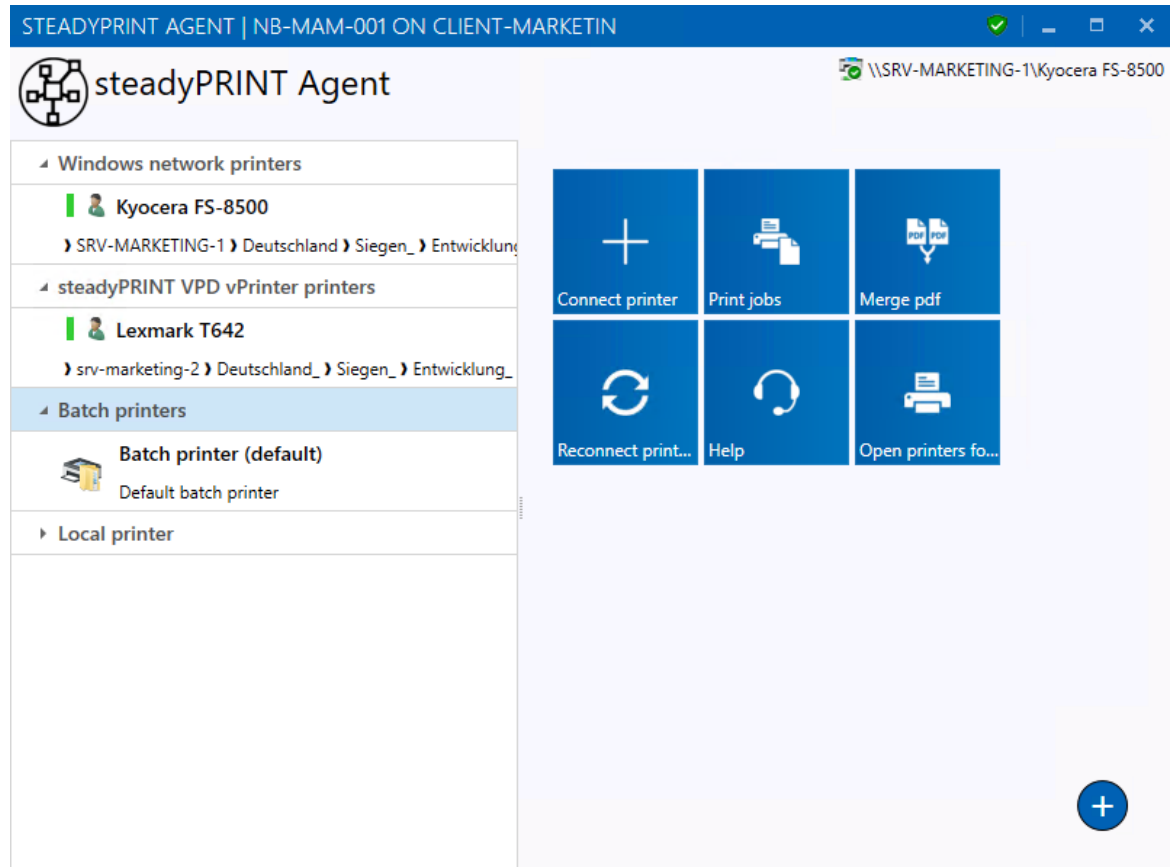 STEADYPRINT AGENT | NB-MAM-001 ON CLIENT-MARKETIN
steadyPRINT Agent
\\SRV-MARKETING-1\Kyocera FS-8500
Windows network printers
Kyocera FS-8500
❫ SRV-MARKETING-1 ❫ Deutschland ❫ Siegen_ ❫ Entwicklung
steadyPRINT VPD vPrinter printers
Lexmark T642
❫ srv-marketing-2 ❫ Deutschland_ ❫ Siegen_ ❫ Entwicklung_
Batch printers
Batch printer (default)
Default batch printer
Local printer
Connect printer
Print jobs
PDF PDF
Merge pdf
Reconnect print...
Help
Open printers fo...